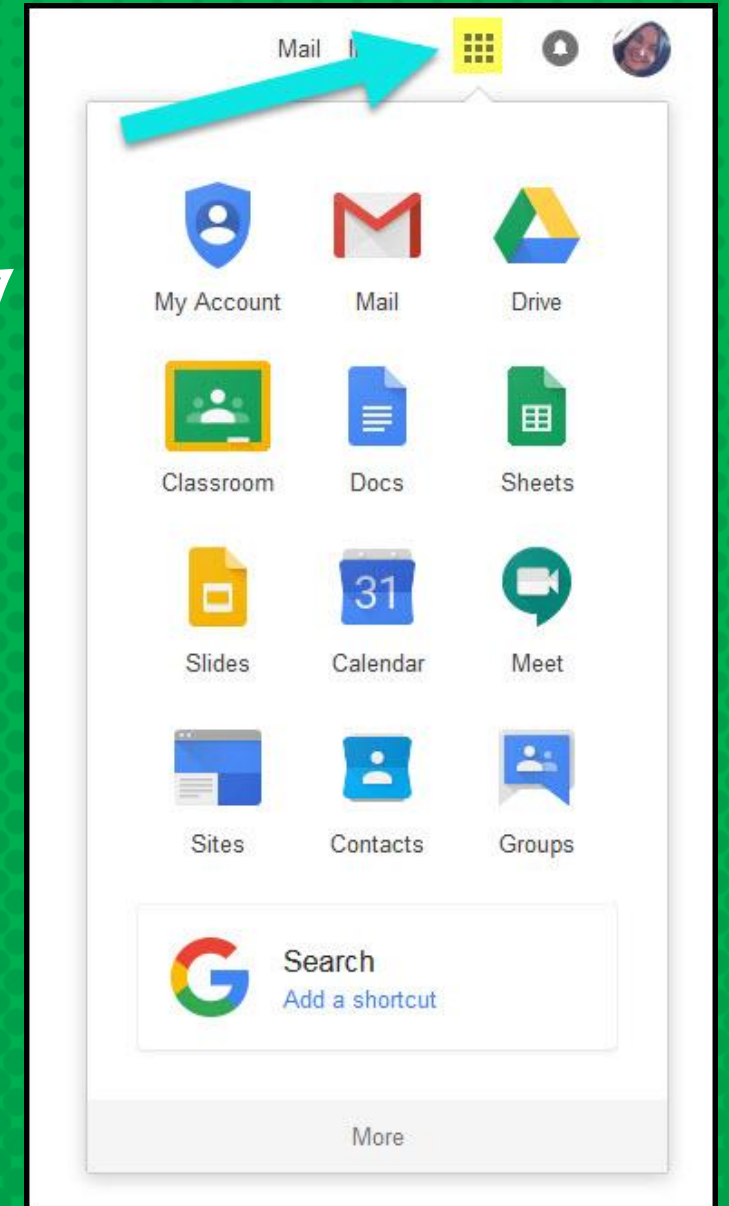 Mail
My Account Mail Drive
Classroom Docs Sheets
31
Slides Calendar Meet
Sites Contacts Groups
G Search
Add a shortcut
More